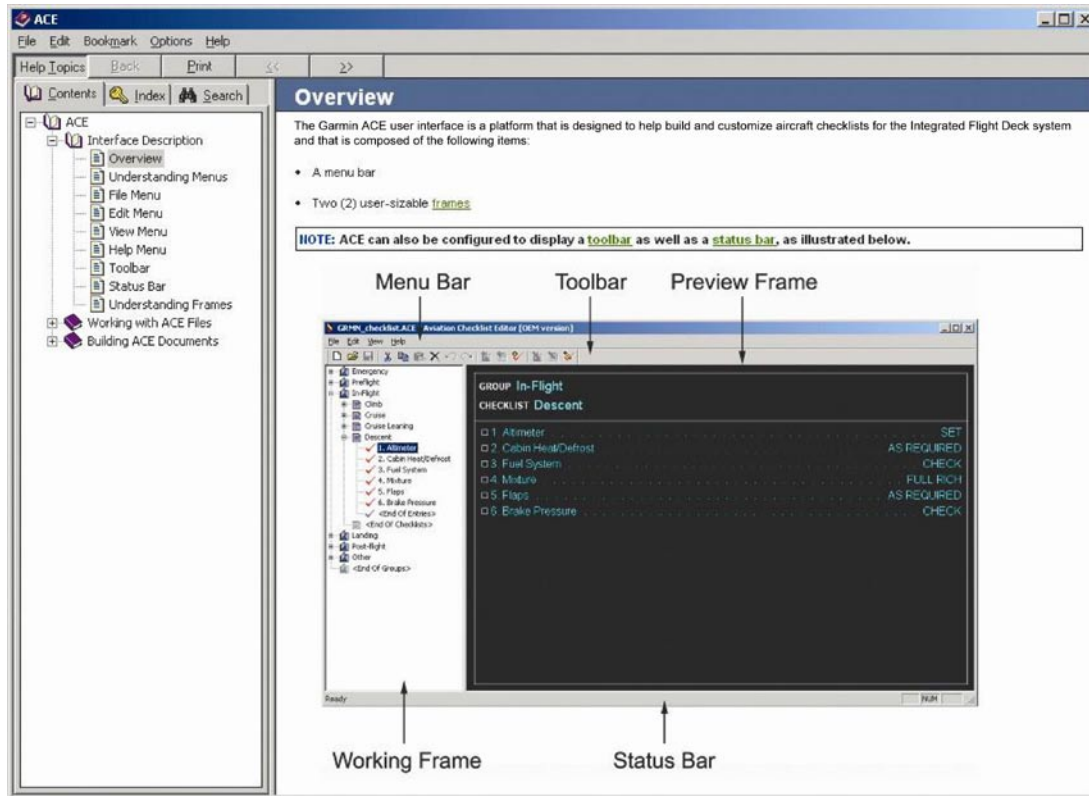 ACE
File Edit Bookmark Options Help
Help Topics Back Print << >>
Contents Index Search
ACE
Interface Description
Overview
Understanding Menus
File Menu
Edit Menu
View Menu
Help Menu
Toolbar
Status Bar
Understanding Frames
Working with ACE Files
Building ACE Documents
Overview
The Garmin ACE user interface is a platform that is designed to help build and customize aircraft checklists for the Integrated Flight Deck system
and that is composed of the following items:
• A menu bar
• Two (2) user-sizable frames
NOTE: ACE can also be configured to display a toolbar as well as a status bar, as illustrated below.
Menu Bar Toolbar Preview Frame
GRMN_checklist.ACE Aviation Checklist Editor [OEM version]
File Edit View Help
Emergency
Preflight
In-Flight
Climb
Cruise
Cruise Leaning
Descent
1. Altimeter
2. Cabin Heat/Defrost
3. Fuel System
4. Mixture
5. Flaps
6. Brake Pressure
<End Of Entries>
<End Of Checklists>
Landing
Post-flight
Other
<End Of Groups>
GROUP In-Flight
CHECKLIST Descent
1 Altimeter SET
2 Cabin Heat/Defrost AS REQUIRED
3 Fuel System CHECK
4 Mixture FULL RICH
5 Flaps AS REQUIRED
6 Brake Pressure CHECK
Ready NUM
Working Frame Status Bar